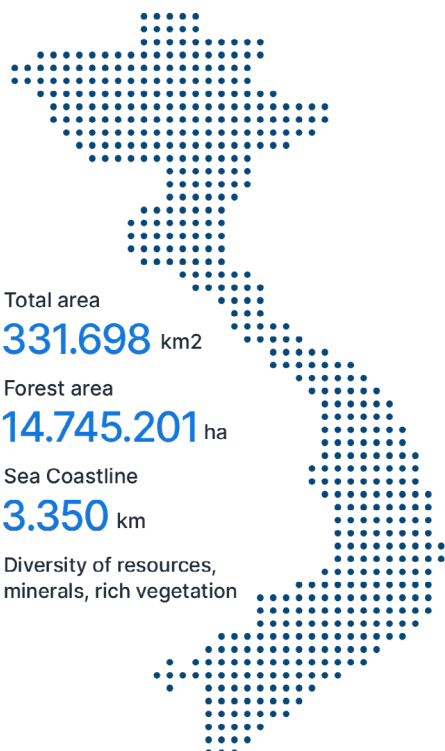 Total area
331.698 km2
Forest area
14.745.201 ha
Sea Coastline
3.350 km
Diversity of resources,
minerals, rich vegetation